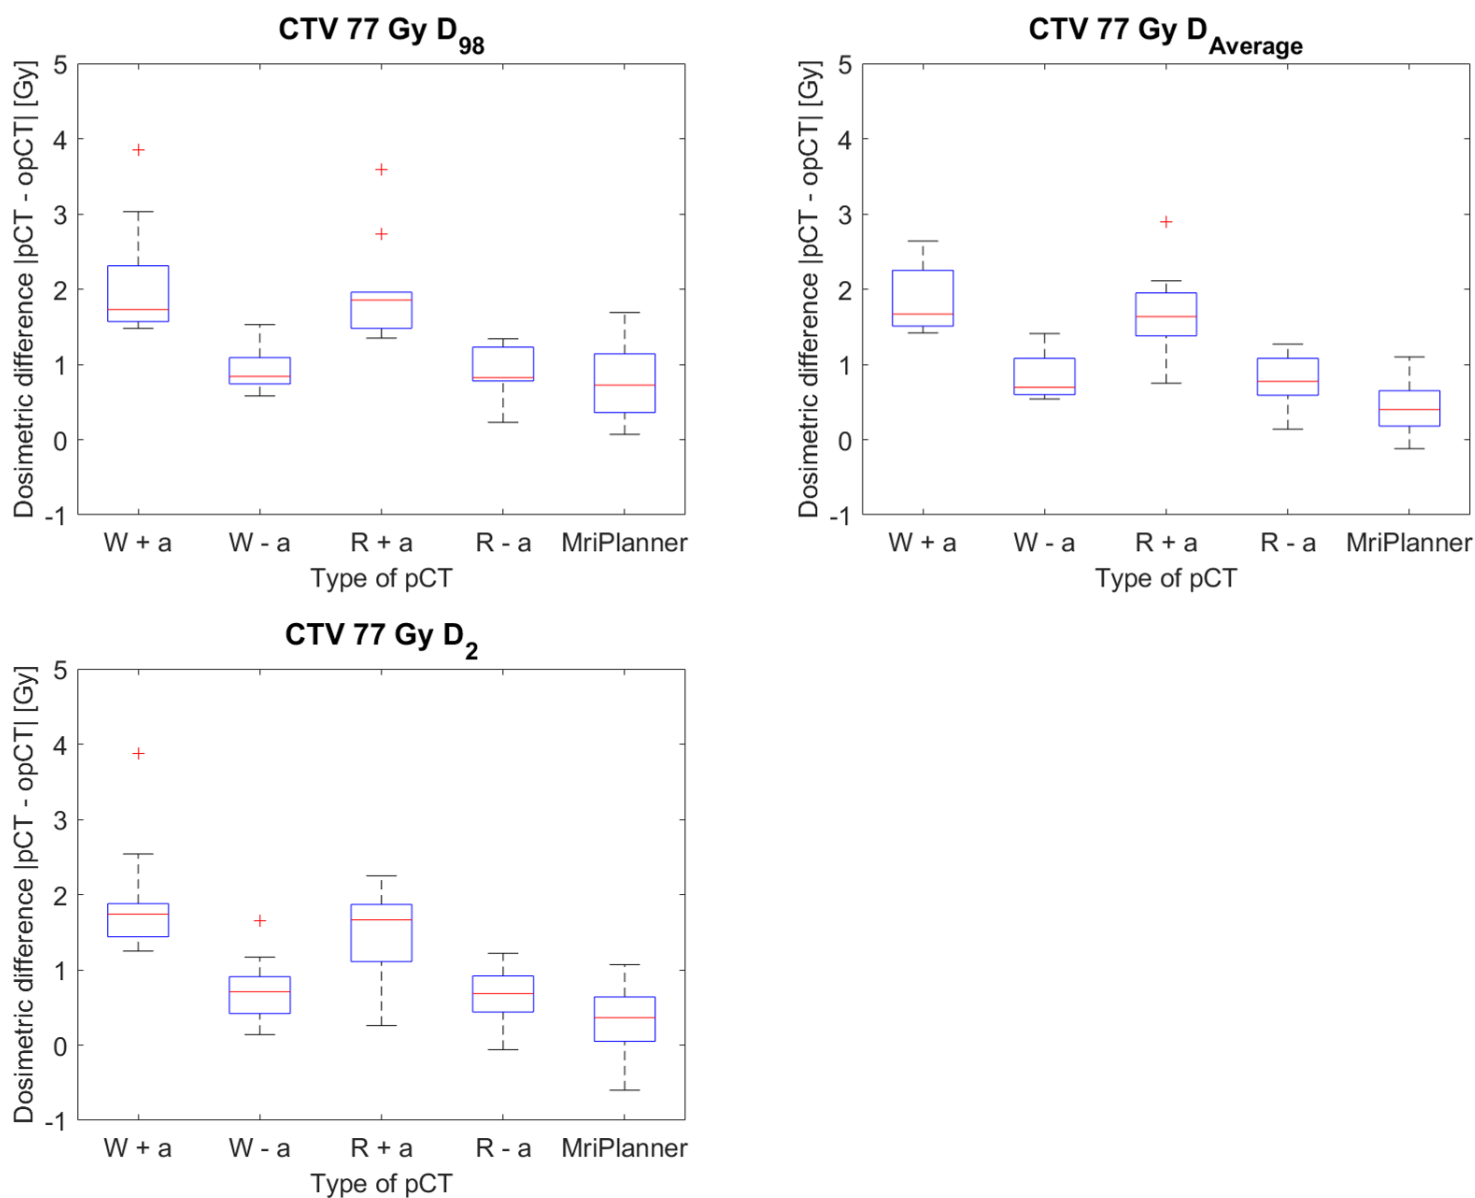 CTV 77 Gy D98
Dosimetric difference |pCT - opCT| [Gy]
5
4
3
2
1
0
-1
W + a W - a R + a R - a MriPlanner
Type of pCT
CTV 77 Gy DAverage
Dosimetric difference |pCT - opCT| [Gy]
5
4
3
2
1
0
-1
W + a W - a R + a R - a MriPlanner
Type of pCT
CTV 77 Gy D2
Dosimetric difference |pCT - opCT| [Gy]
5
4
3
2
1
0
-1
W + a W - a R + a R - a MriPlanner
Type of pCT